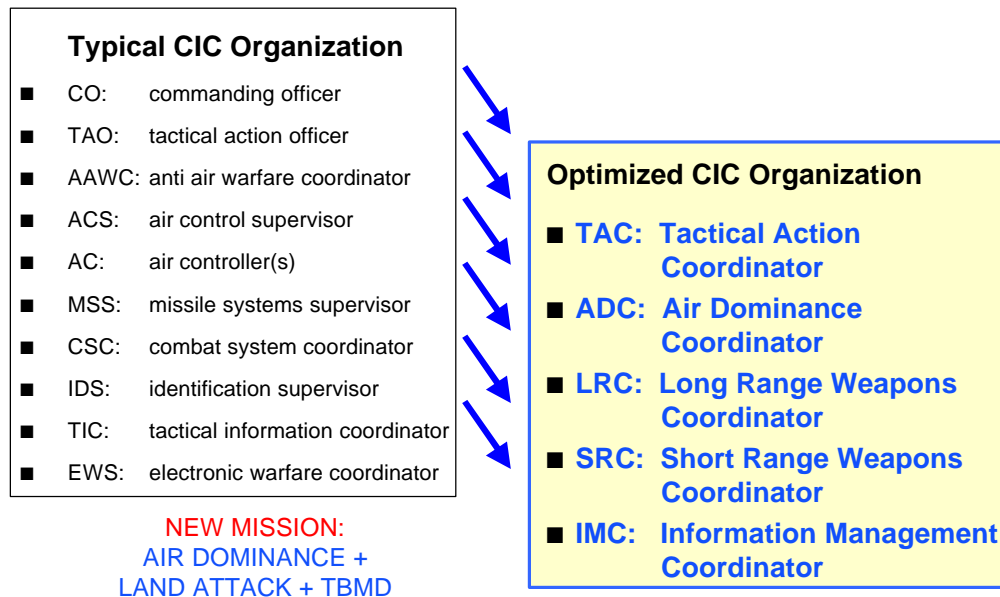 Typical CIC Organization
■ CO: commanding officer
■ TAO: tactical action officer
■ AAWC: anti air warfare coordinator
■ ACS: air control supervisor
■ AC: air controller(s)
■ MSS: missile systems supervisor
■ CSC: combat system coordinator
■ IDS: identification supervisor
■ TIC: tactical information coordinator
■ EWS: electronic warfare coordinator
NEW MISSION:
AIR DOMINANCE +
LAND ATTACK + TBMD
Optimized CIC Organization
■ TAC: Tactical Action
Coordinator
■ ADC: Air Dominance
Coordinator
■ LRC: Long Range Weapons
Coordinator
■ SRC: Short Range Weapons
Coordinator
■ IMC: Information Management
Coordinator